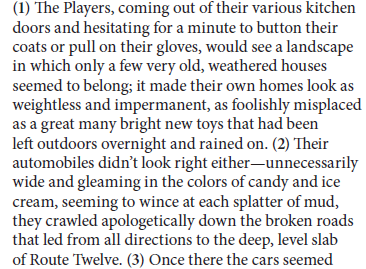 (1) The Players, coming out of their various kitchen
doors and hesitating for a minute to button their
coats or pull on their gloves, would see a landscape
in which only a few very old, weathered houses
seemed to belong; it made their own homes look as
weightless and impermanent, as foolishly misplaced
as a great many bright new toys that had been
left outdoors overnight and rained on. (2) Their
automobiles didn’t look right either—unnecessarily
wide and gleaming in the colors of candy and ice
cream, seeming to wince at each splatter of mud,
they crawled apologetically down the broken roads
that led from all directions to the deep, level slab
of Route Twelve. (3) Once there the cars seemed